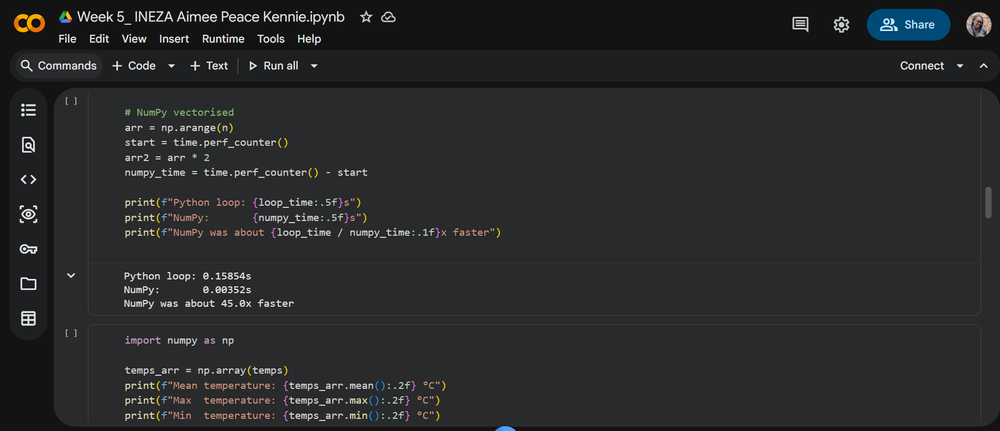 Week 5_ INEZA Aimee Peace Kennie.ipynb
File Edit View Insert Runtime Tools Help
Share
Commands + Code + Text Run all Connect
[ ]
# NumPy vectorised
arr = np.arange(n)
start = time.perf_counter()
arr2 = arr * 2
numpy_time = time.perf_counter() - start
print(f"Python loop: {loop_time:.5f}s")
print(f"NumPy:       {numpy_time:.5f}s")
print(f"NumPy was about {loop_time / numpy_time:.1f}x faster")
Python loop: 0.15854s
NumPy:       0.00352s
NumPy was about 45.0x faster
[ ]
import numpy as np
temps_arr = np.array(temps)
print(f"Mean temperature: {temps_arr.mean():.2f} °C")
print(f"Max  temperature: {temps_arr.max():.2f} °C")
print(f"Min  temperature: {temps_arr.min():.2f} °C")